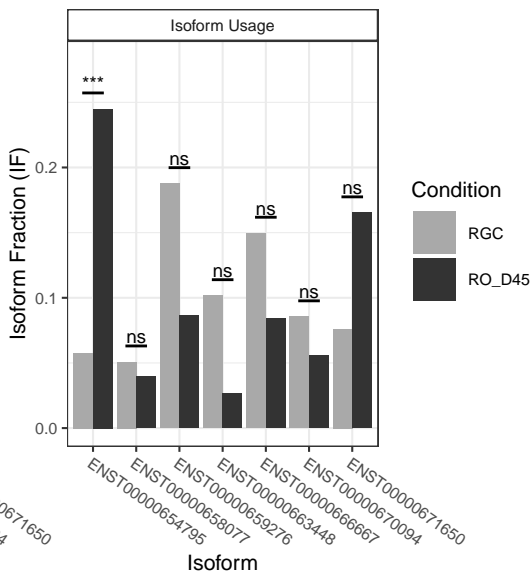 Isoform Usage
***
ns
ns
ns
ns
ns
ns
0.2
0.1
0.0
Isoform Fraction (IF)
Condition
RGC
RO_D45
ENST00000654795
ENST00000658077
ENST00000659276
ENST00000663448
ENST00000666667
ENST00000670094
ENST00000671650
Isoform